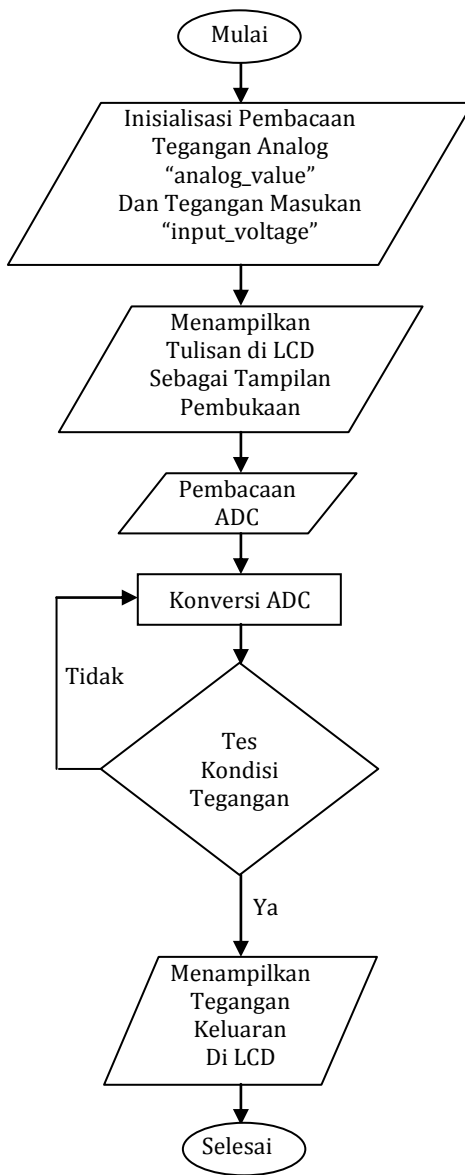 Mulai
Inisialisasi Pembacaan
Tegangan Analog
“analog_value”
Dan Tegangan Masukan
“input_voltage”
Menampilkan
Tulisan di LCD
Sebagai Tampilan
Pembukaan
Pembacaan
ADC
Konversi ADC
Tidak
Tes
Kondisi
Tegangan
Ya
Menampilkan
Tegangan
Keluaran
Di LCD
Selesai